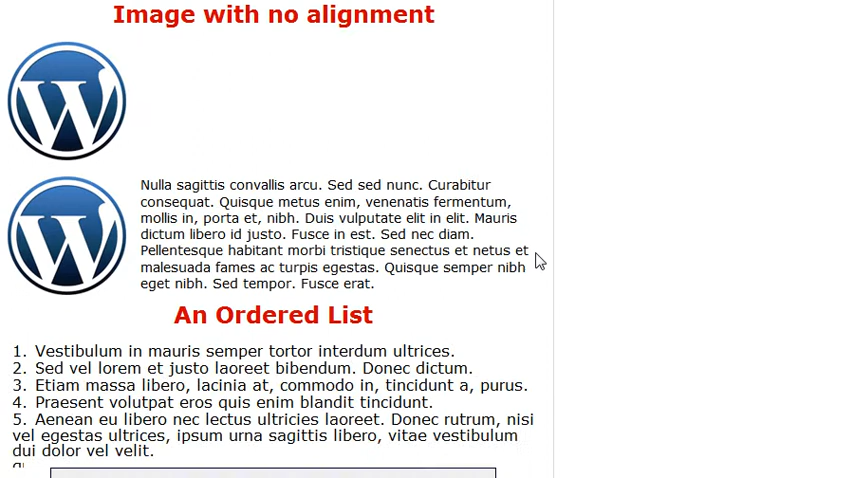 Image with no alignment
W
W
Nulla sagittis convallis arcu. Sed sed nunc. Curabitur
consequat. Quisque metus enim, venenatis fermentum,
mollis in, porta et, nibh. Duis vulputate elit in elit. Mauris
dictum libero id justo. Fusce in est. Sed nec diam.
Pellentesque habitant morbi tristique senectus et netus et
malesuada fames ac turpis egestas. Quisque semper nibh
eget nibh. Sed tempor. Fusce erat.
An Ordered List
1. Vestibulum in mauris semper tortor interdum ultrices.
2. Sed vel lorem et justo laoreet bibendum. Donec dictum.
3. Etiam massa libero, lacinia at, commodo in, tincidunt a, purus.
4. Praesent volutpat eros quis enim blandit tincidunt.
5. Aenean eu libero nec lectus ultricies laoreet. Donec rutrum, nisi
vel egestas ultrices, ipsum urna sagittis libero, vitae vestibulum
dui dolor vel velit.